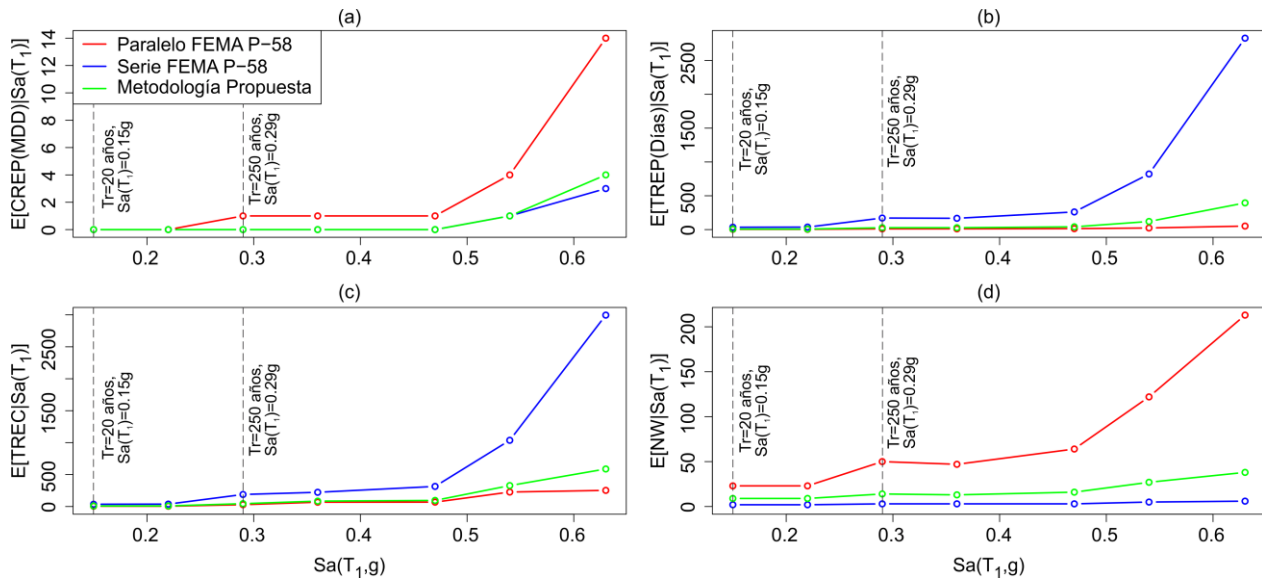 (a)
E[CREP(MDD)|Sa(T1)]
14
12
10
8
6
4
2
0
Paralelo FEMA P−58
Serie FEMA P−58
Metodología Propuesta
Tr=20 años,
Sa(T1)=0.15g
Tr=250 años,
Sa(T1)=0.29g
0.2
0.3
0.4
0.5
0.6
(b)
E[TREP(Días)|Sa(T1)]
2500
1500
500
0
Tr=20 años,
Sa(T1)=0.15g
Tr=250 años,
Sa(T1)=0.29g
0.2
0.3
0.4
0.5
0.6
(c)
E[TREC|Sa(T1)]
2500
1500
500
0
Tr=20 años,
Sa(T1)=0.15g
Tr=250 años,
Sa(T1)=0.29g
0.2
0.3
0.4
0.5
0.6
Sa(T1,g)
(d)
E[NW|Sa(T1)]
200
150
100
50
0
Tr=20 años,
Sa(T1)=0.15g
Tr=250 años,
Sa(T1)=0.29g
0.2
0.3
0.4
0.5
0.6
Sa(T1,g)